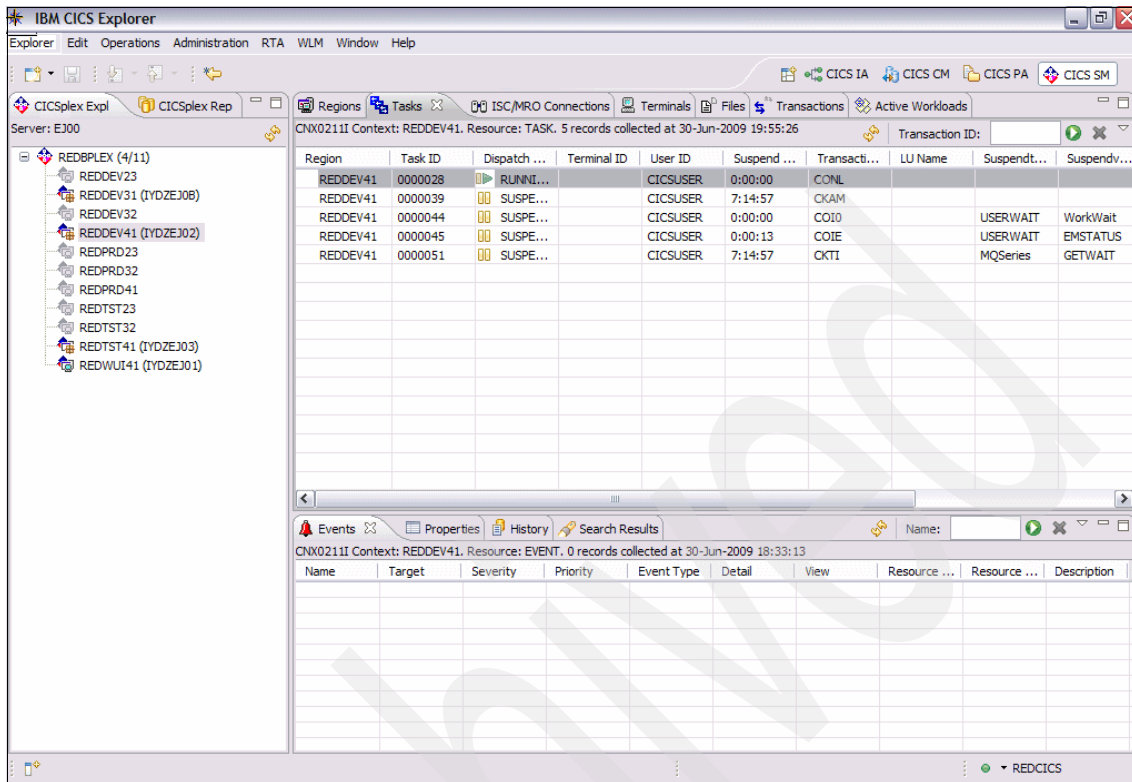 IBM CICS Explorer
Explorer Edit Operations Administration RTA WLM Window Help
CICS IA CICS CM CICS PA CICS SM
CICSplex Expl CICSplex Rep
Server: EJ00
REDBPLEX (4/11)
REDDEV23
REDDEV31 (IYDZEJ0B)
REDDEV32
REDDEV41 (IYDZEJ02)
REDPRD23
REDPRD32
REDPRD41
REDTST23
REDTST32
REDTST41 (IYDZEJ03)
REDWUI41 (IYDZEJ01)
Regions Tasks ISC/MRO Connections Terminals Files Transactions Active Workloads
CNX0211I Context: REDDEV41. Resource: TASK. 5 records collected at 30-Jun-2009 19:55:26 Transaction ID:
Region Task ID Dispatch ... Terminal ID User ID Suspend ... Transacti... LU Name Suspendt... Suspendv...
REDDEV41 0000028 RUNNI... CICSUSER 0:00:00 CONL
REDDEV41 0000039 SUSPE... CICSUSER 7:14:57 CKAM
REDDEV41 0000044 SUSPE... CICSUSER 0:00:00 COI0 USERWAIT WorkWait
REDDEV41 0000045 SUSPE... CICSUSER 0:00:13 COIE USERWAIT EMSTATUS
REDDEV41 0000051 SUSPE... CICSUSER 7:14:57 CKTI MQSeries GETWAIT
Events Properties History Search Results Name:
CNX0211I Context: REDDEV41. Resource: EVENT. 0 records collected at 30-Jun-2009 18:33:13
Name Target Severity Priority Event Type Detail View Resource ... Resource ... Description
REDCICS